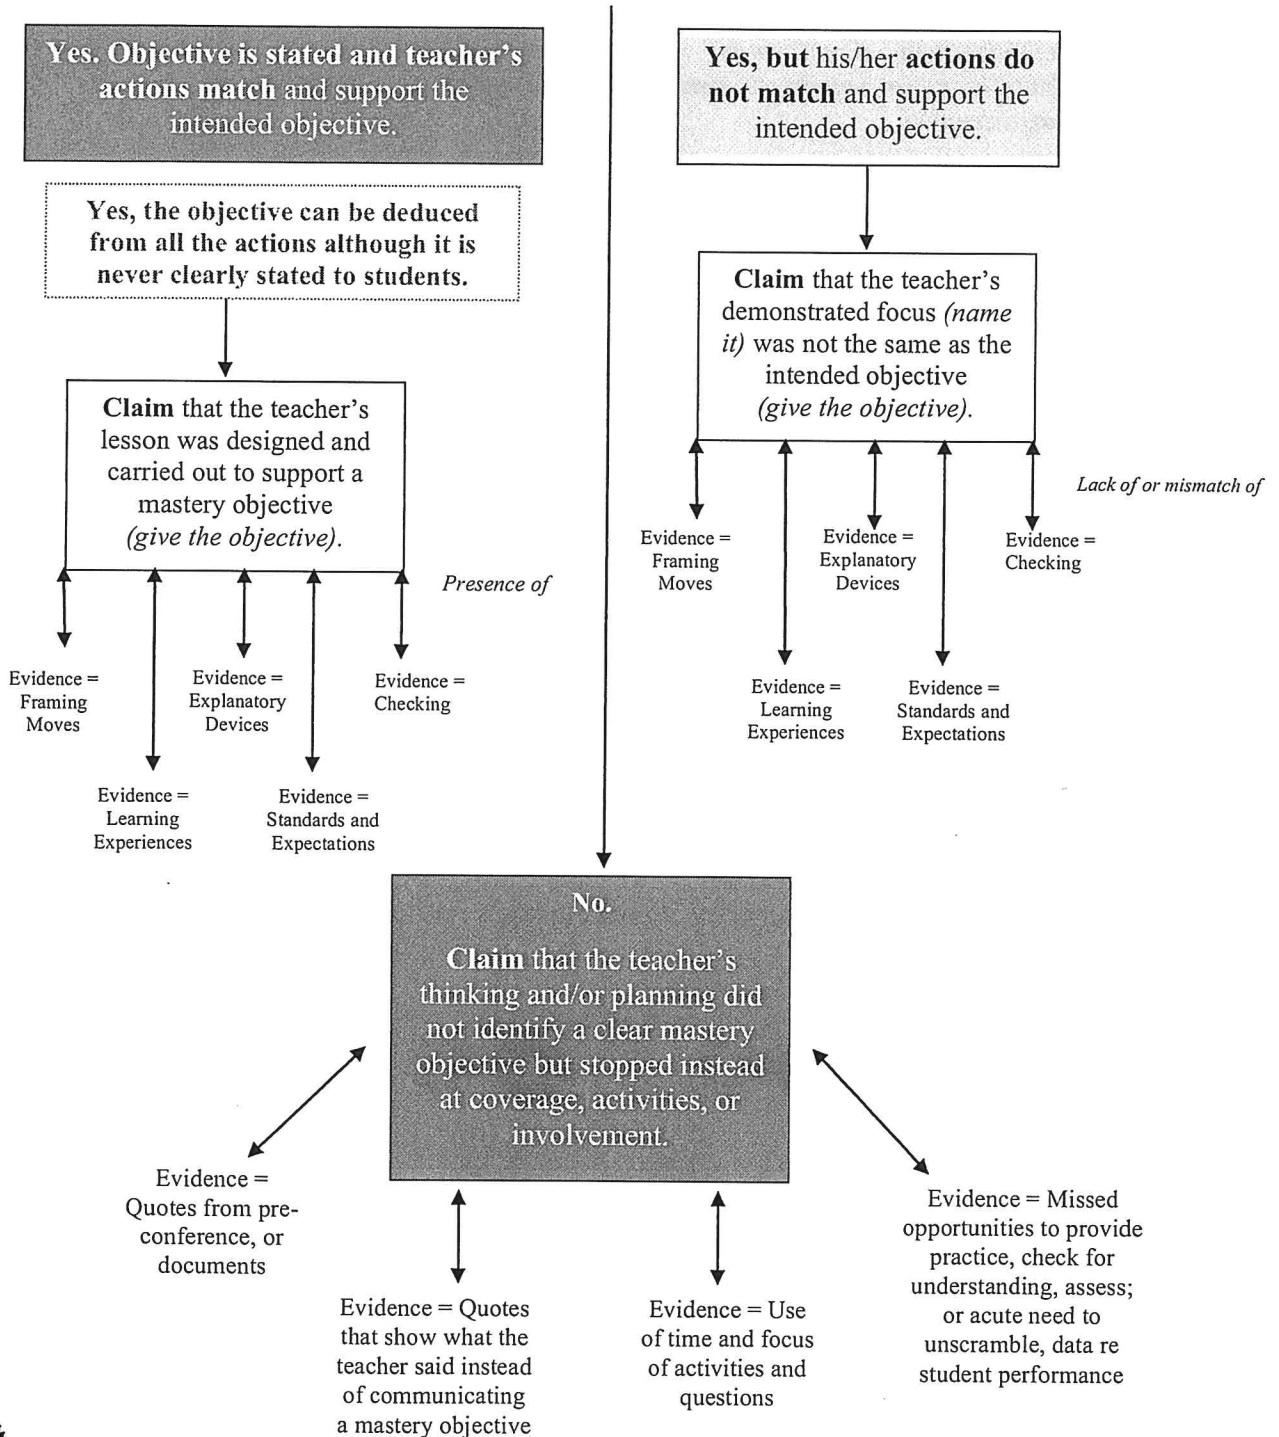 Yes. Objective is stated and teacher's
actions match and support the
intended objective.
Yes, the objective can be deduced
from all the actions although it is
never clearly stated to students.
Claim that the teacher's
lesson was designed and
carried out to support a
mastery objective
(give the objective).
Presence of
Evidence =
Framing
Moves
Evidence =
Learning
Experiences
Evidence =
Explanatory
Devices
Evidence =
Standards and
Expectations
Evidence =
Checking
Yes, but his/her actions do
not match and support the
intended objective.
Claim that the teacher's
demonstrated focus (name
it) was not the same as the
intended objective
(give the objective).
Lack of or mismatch of
Evidence =
Framing
Moves
Evidence =
Learning
Experiences
Evidence =
Explanatory
Devices
Evidence =
Standards and
Expectations
Evidence =
Checking
No.
Claim that the teacher's
thinking and/or planning did
not identify a clear mastery
objective but stopped instead
at coverage, activities, or
involvement.
Evidence =
Quotes from pre-
conference, or
documents
Evidence = Quotes
that show what the
teacher said instead
of communicating
a mastery objective
Evidence = Use
of time and focus
of activities and
questions
Evidence = Missed
opportunities to provide
practice, check for
understanding, assess;
or acute need to
unscramble, data re
student performance